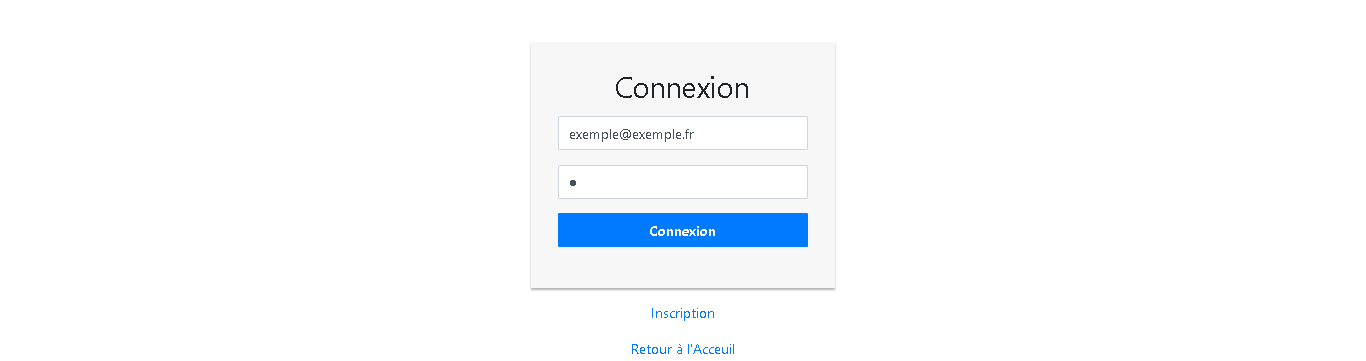 Connexion
exemple@exemple.fr
●
Connexion
Inscription
Retour à l'Acceuil